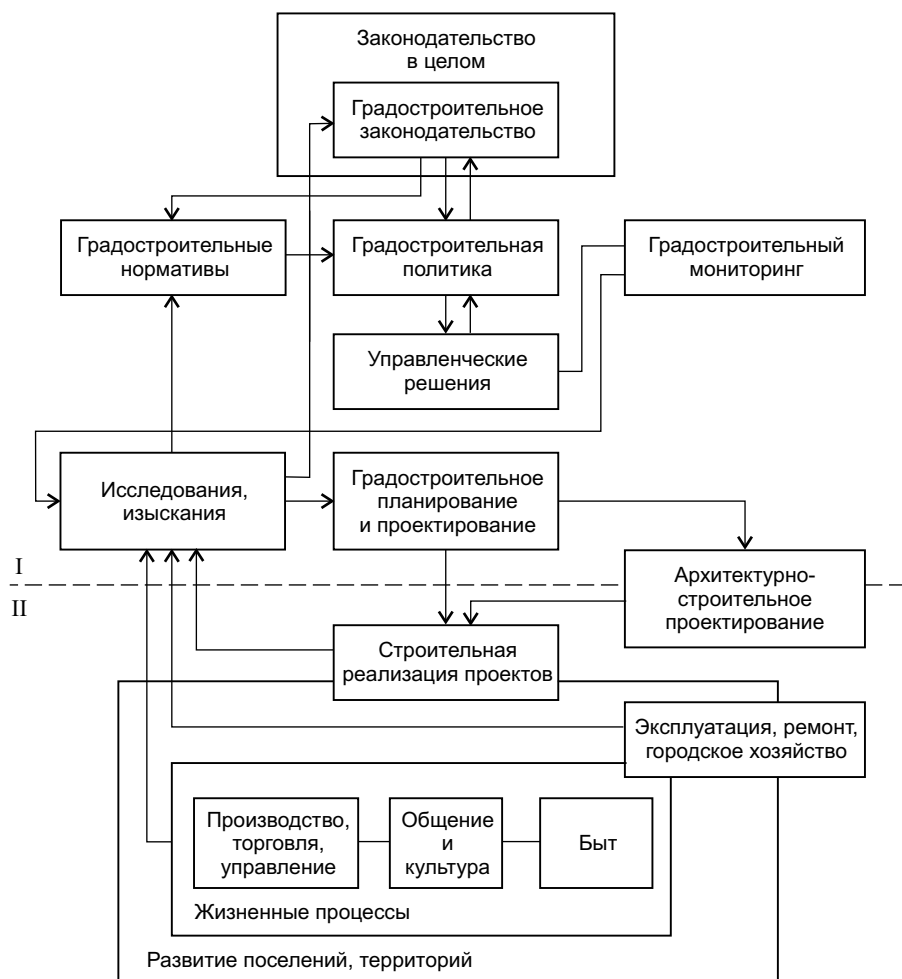 Законодательство
в целом
Градостроительное
законодательство
Градостроительные
нормативы
Градостроительная
политика
Градостроительный
мониторинг
Управленческие
решения
Исследования,
изыскания
Градостроительное
планирование
и проектирование
I
II
Архитектурно-
строительное
проектирование
Строительная
реализация проектов
Эксплуатация, ремонт,
городское хозяйство
Производство,
торговля,
управление
Общение
и
культура
Быт
Жизненные процессы
Развитие поселений, территорий